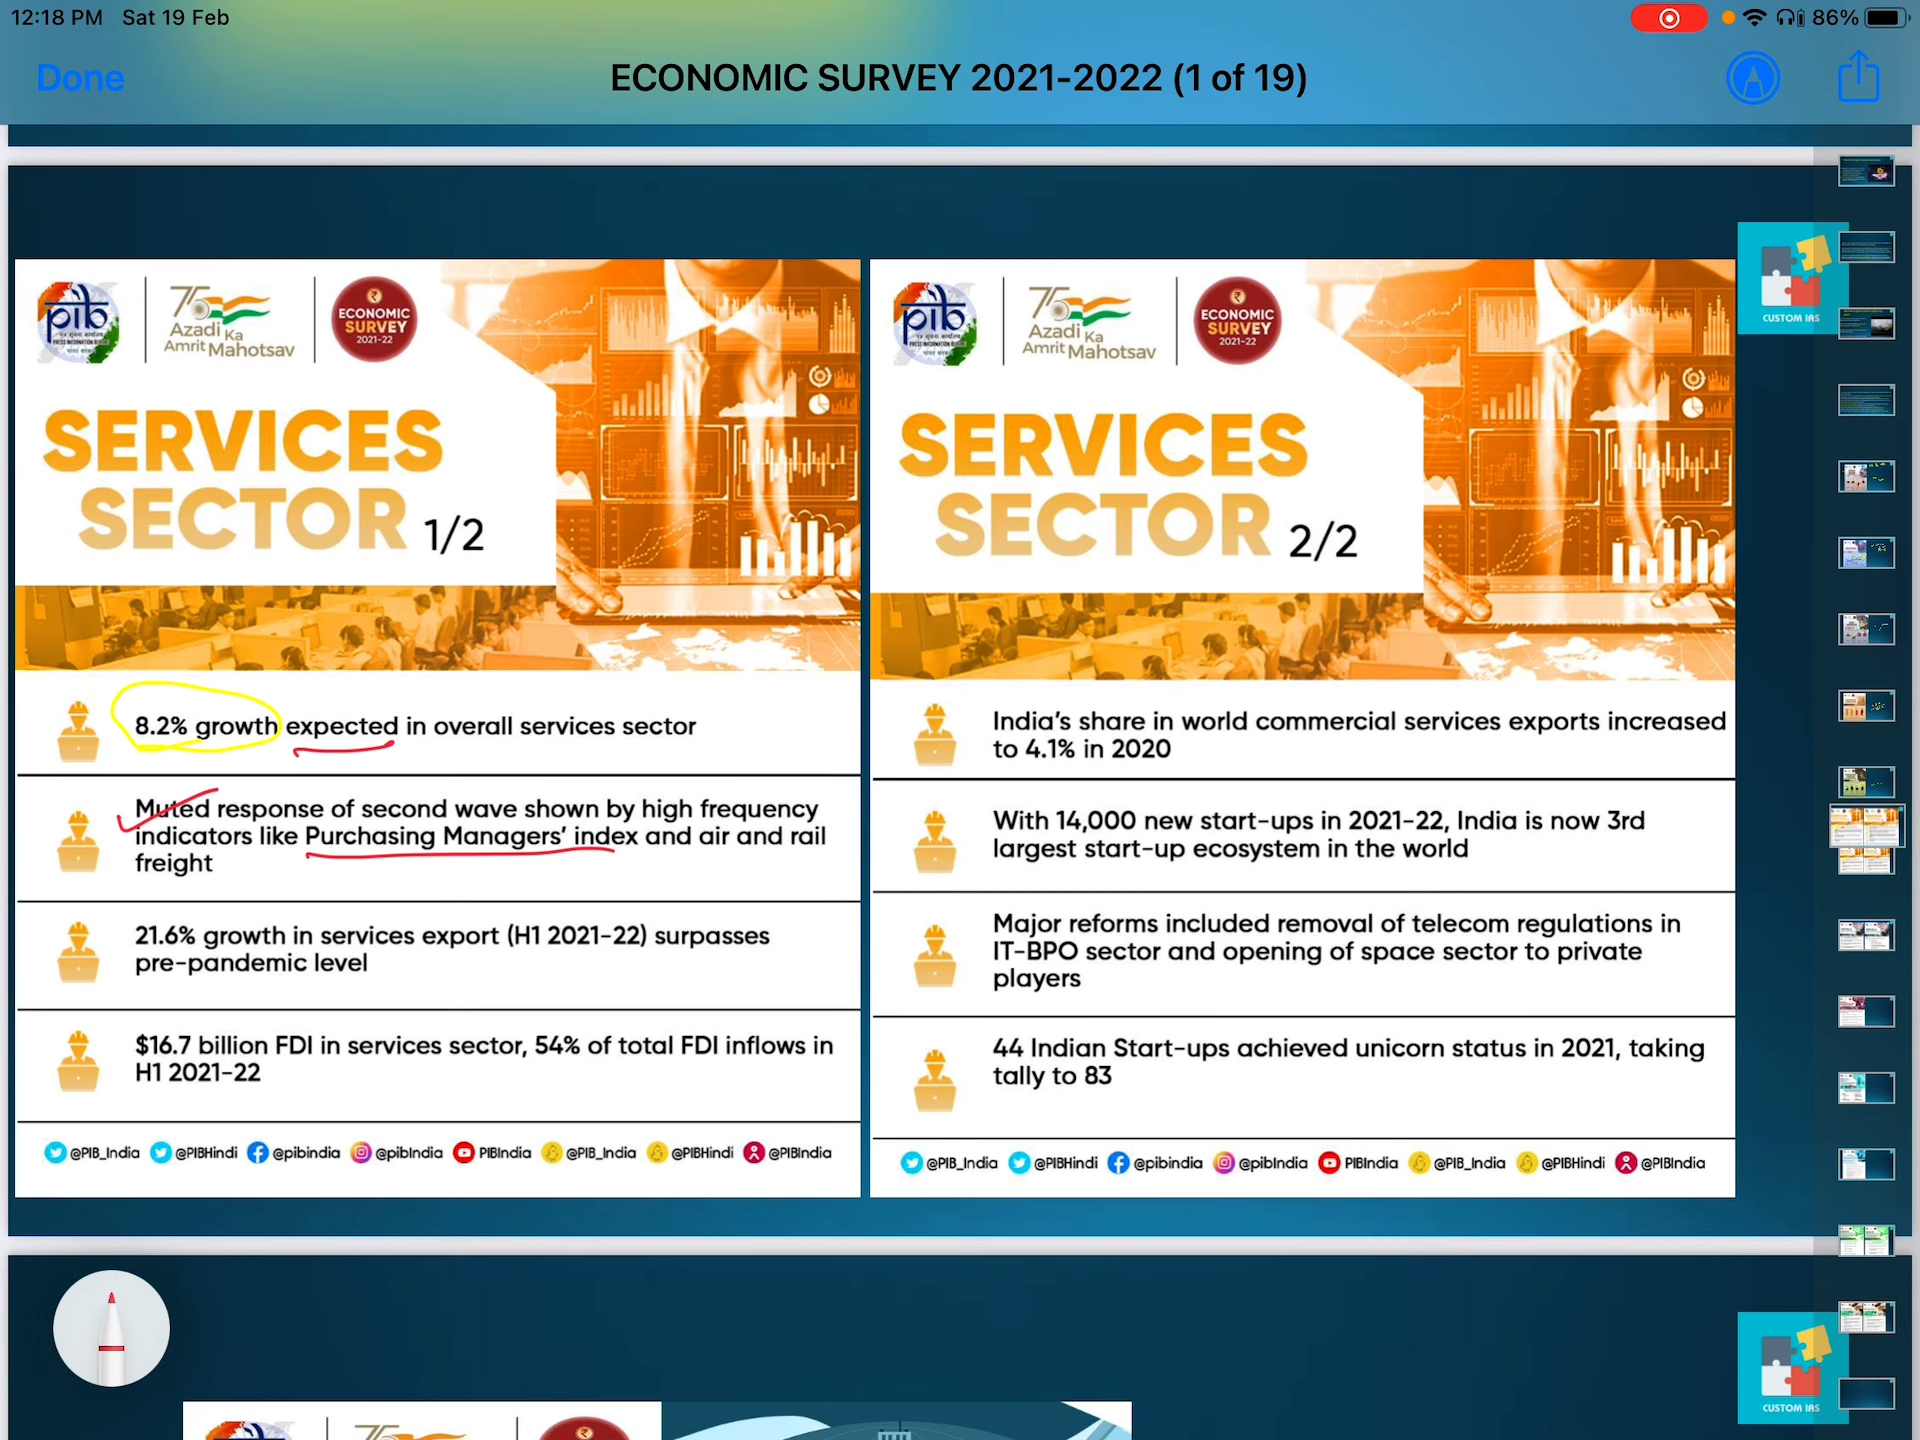 12:18 PM Sat 19 Feb
86%
Done
ECONOMIC SURVEY 2021-2022 (1 of 19)
pib
PRESS INFORMATION BUREAU
75
Azadi Ka
Amrit Mahotsav
ECONOMIC
SURVEY
2021-22
SERVICES
SECTOR 1/2
8.2% growth expected in overall services sector
Muted response of second wave shown by high frequency
indicators like Purchasing Managers' index and air and rail
freight
21.6% growth in services export (H1 2021-22) surpasses
pre-pandemic level
$16.7 billion FDI in services sector, 54% of total FDI inflows in
H1 2021-22
@PIB_India @PIBHindi @pibindia @pibIndia PIBIndia @PIB_India @PIBHindi @PIBIndia
pib
PRESS INFORMATION BUREAU
75
Azadi Ka
Amrit Mahotsav
ECONOMIC
SURVEY
2021-22
SERVICES
SECTOR 2/2
India's share in world commercial services exports increased
to 4.1% in 2020
With 14,000 new start-ups in 2021-22, India is now 3rd
largest start-up ecosystem in the world
Major reforms included removal of telecom regulations in
IT-BPO sector and opening of space sector to private
players
44 Indian Start-ups achieved unicorn status in 2021, taking
tally to 83
@PIB_India @PIBHindi @pibindia @pibIndia PIBIndia @PIB_India @PIBHindi @PIBIndia
CUSTOM IAS
CUSTOM IAS